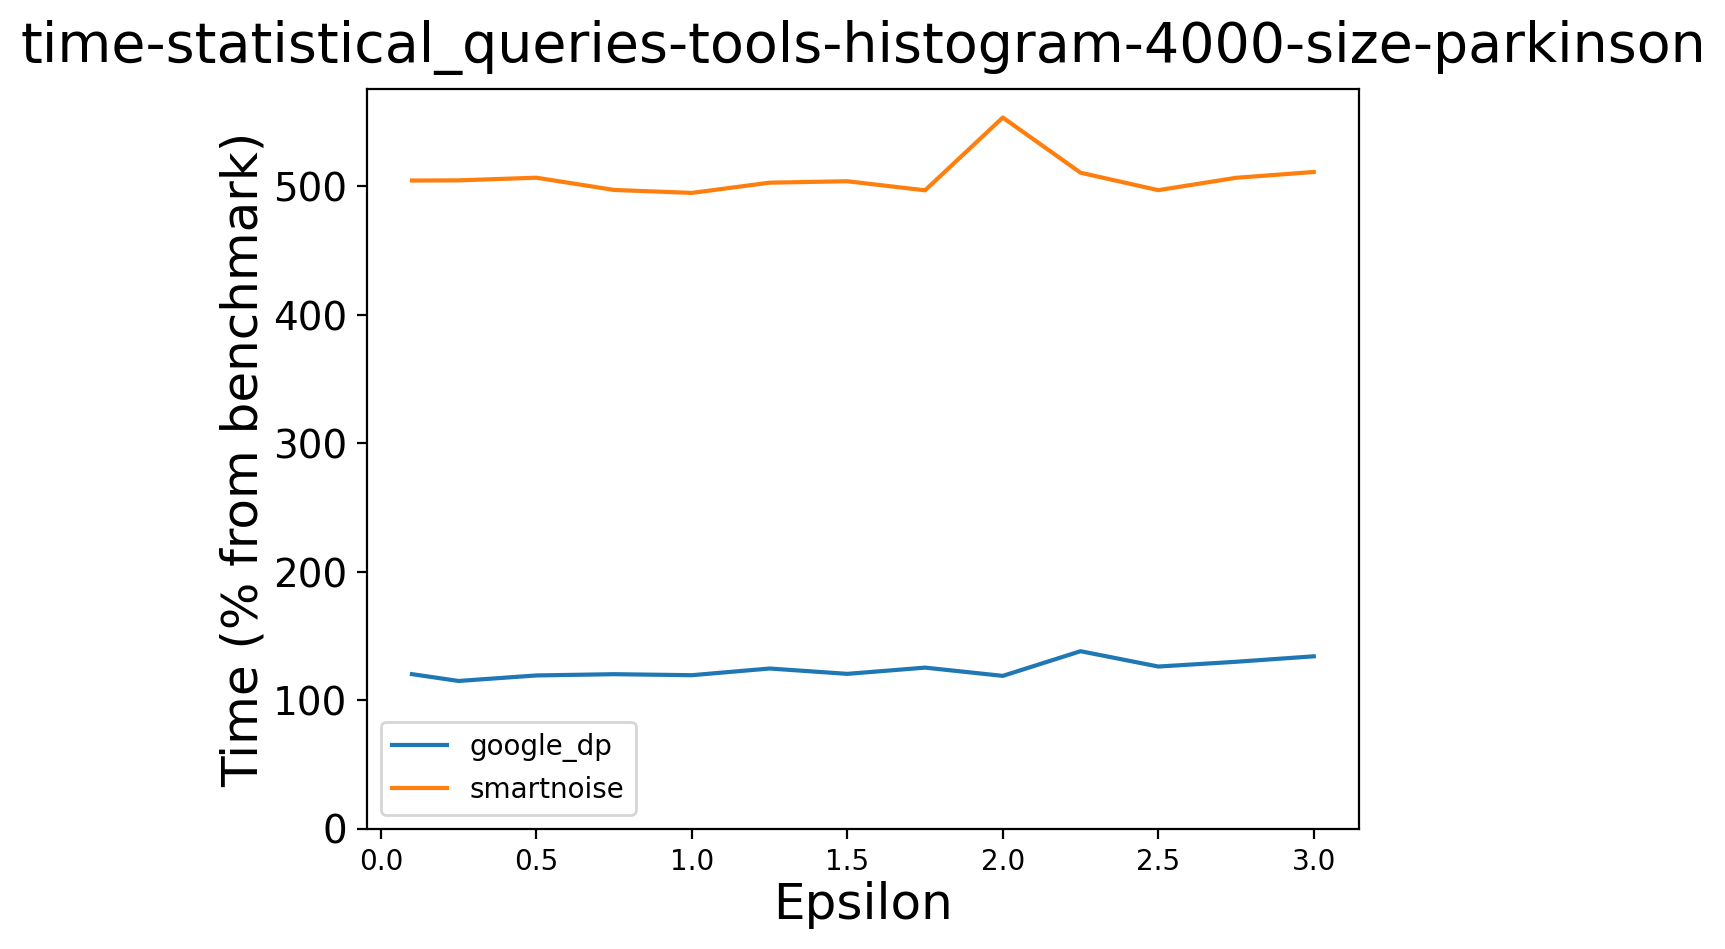 time-statistical_queries-tools-histogram-4000-size-parkinson
Time (% from benchmark)
500
400
300
200
100
0
google_dp
smartnoise
0.0 0.5 1.0 1.5 2.0 2.5 3.0
Epsilon